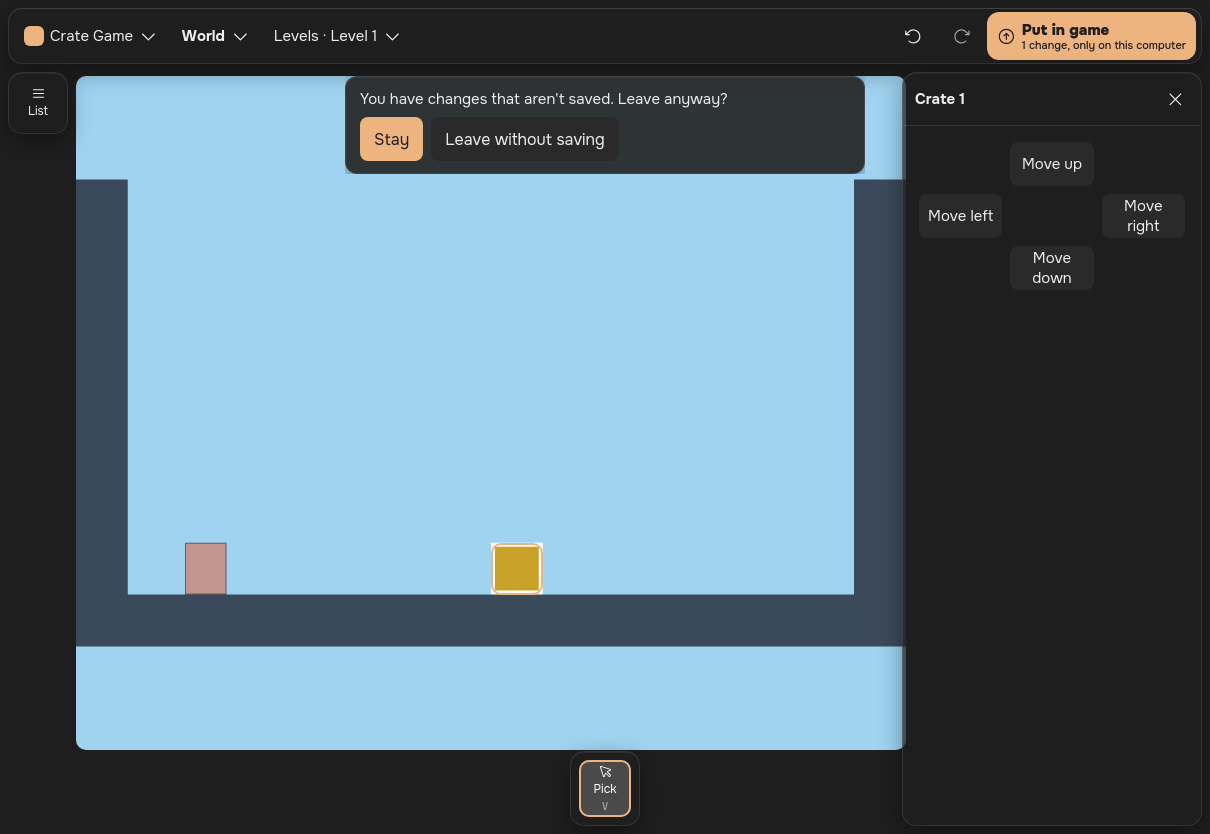 Crate Game
World
Levels · Level 1
Put in game
1 change, only on this computer
List
You have changes that aren't saved. Leave anyway?
Stay
Leave without saving
Crate 1
Move up
Move left
Move
right
Move
down
Pick
V